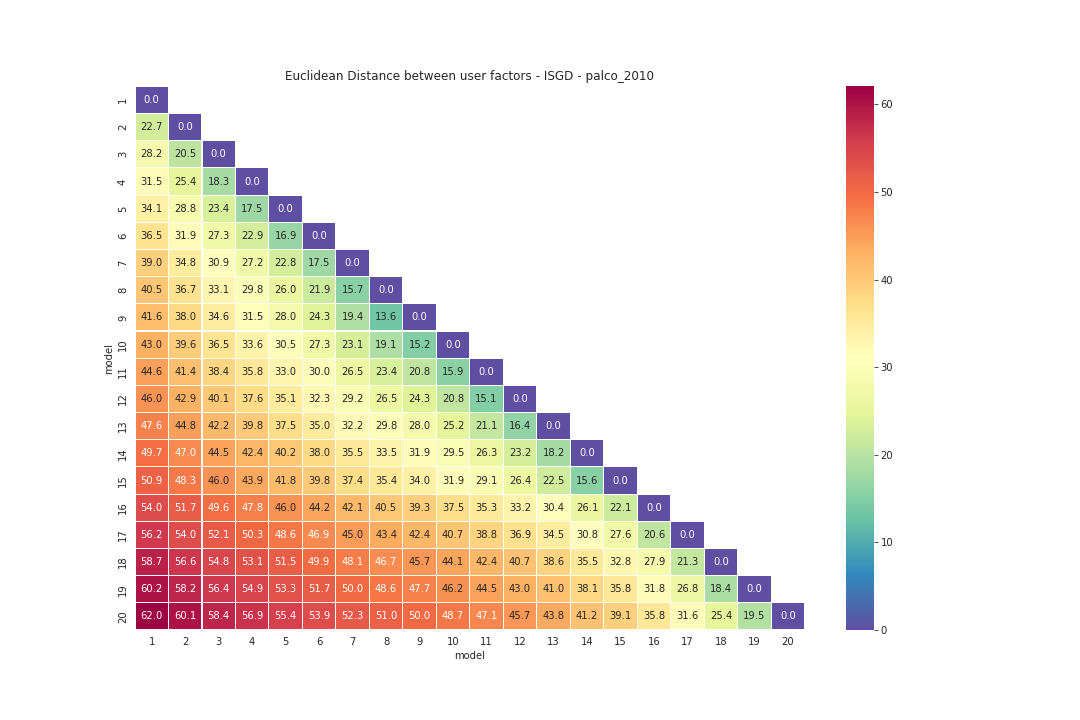 Euclidean Distance between user factors - ISGD - palco_2010
1 0.0
2 22.7 0.0
3 28.2 20.5 0.0
4 31.5 25.4 18.3 0.0
5 34.1 28.8 23.4 17.5 0.0
6 36.5 31.9 27.3 22.9 16.9 0.0
7 39.0 34.8 30.9 27.2 22.8 17.5 0.0
8 40.5 36.7 33.1 29.8 26.0 21.9 15.7 0.0
9 41.6 38.0 34.6 31.5 28.0 24.3 19.4 13.6 0.0
10 43.0 39.6 36.5 33.6 30.5 27.3 23.1 19.1 15.2 0.0
model
11 44.6 41.4 38.4 35.8 33.0 30.0 26.5 23.4 20.8 15.9 0.0
12 46.0 42.9 40.1 37.6 35.1 32.3 29.2 26.5 24.3 20.8 15.1 0.0
13 47.6 44.8 42.2 39.8 37.5 35.0 32.2 29.8 28.0 25.2 21.1 16.4 0.0
14 49.7 47.0 44.5 42.4 40.2 38.0 35.5 33.5 31.9 29.5 26.3 23.2 18.2 0.0
15 50.9 48.3 46.0 43.9 41.8 39.8 37.4 35.4 34.0 31.9 29.1 26.4 22.5 15.6 0.0
16 54.0 51.7 49.6 47.8 46.0 44.2 42.1 40.5 39.3 37.5 35.3 33.2 30.4 26.1 22.1 0.0
17 56.2 54.0 52.1 50.3 48.6 46.9 45.0 43.4 42.4 40.7 38.8 36.9 34.5 30.8 27.6 20.6 0.0
18 58.7 56.6 54.8 53.1 51.5 49.9 48.1 46.7 45.7 44.1 42.4 40.7 38.6 35.5 32.8 27.9 21.3 0.0
19 60.2 58.2 56.4 54.9 53.3 51.7 50.0 48.6 47.7 46.2 44.5 43.0 41.0 38.1 35.8 31.8 26.8 18.4 0.0
20 62.0 60.1 58.4 56.9 55.4 53.9 52.3 51.0 50.0 48.7 47.1 45.7 43.8 41.2 39.1 35.8 31.6 25.4 19.5 0.0
1 2 3 4 5 6 7 8 9 10 11 12 13 14 15 16 17 18 19 20
model
60
50
40
30
20
10
0